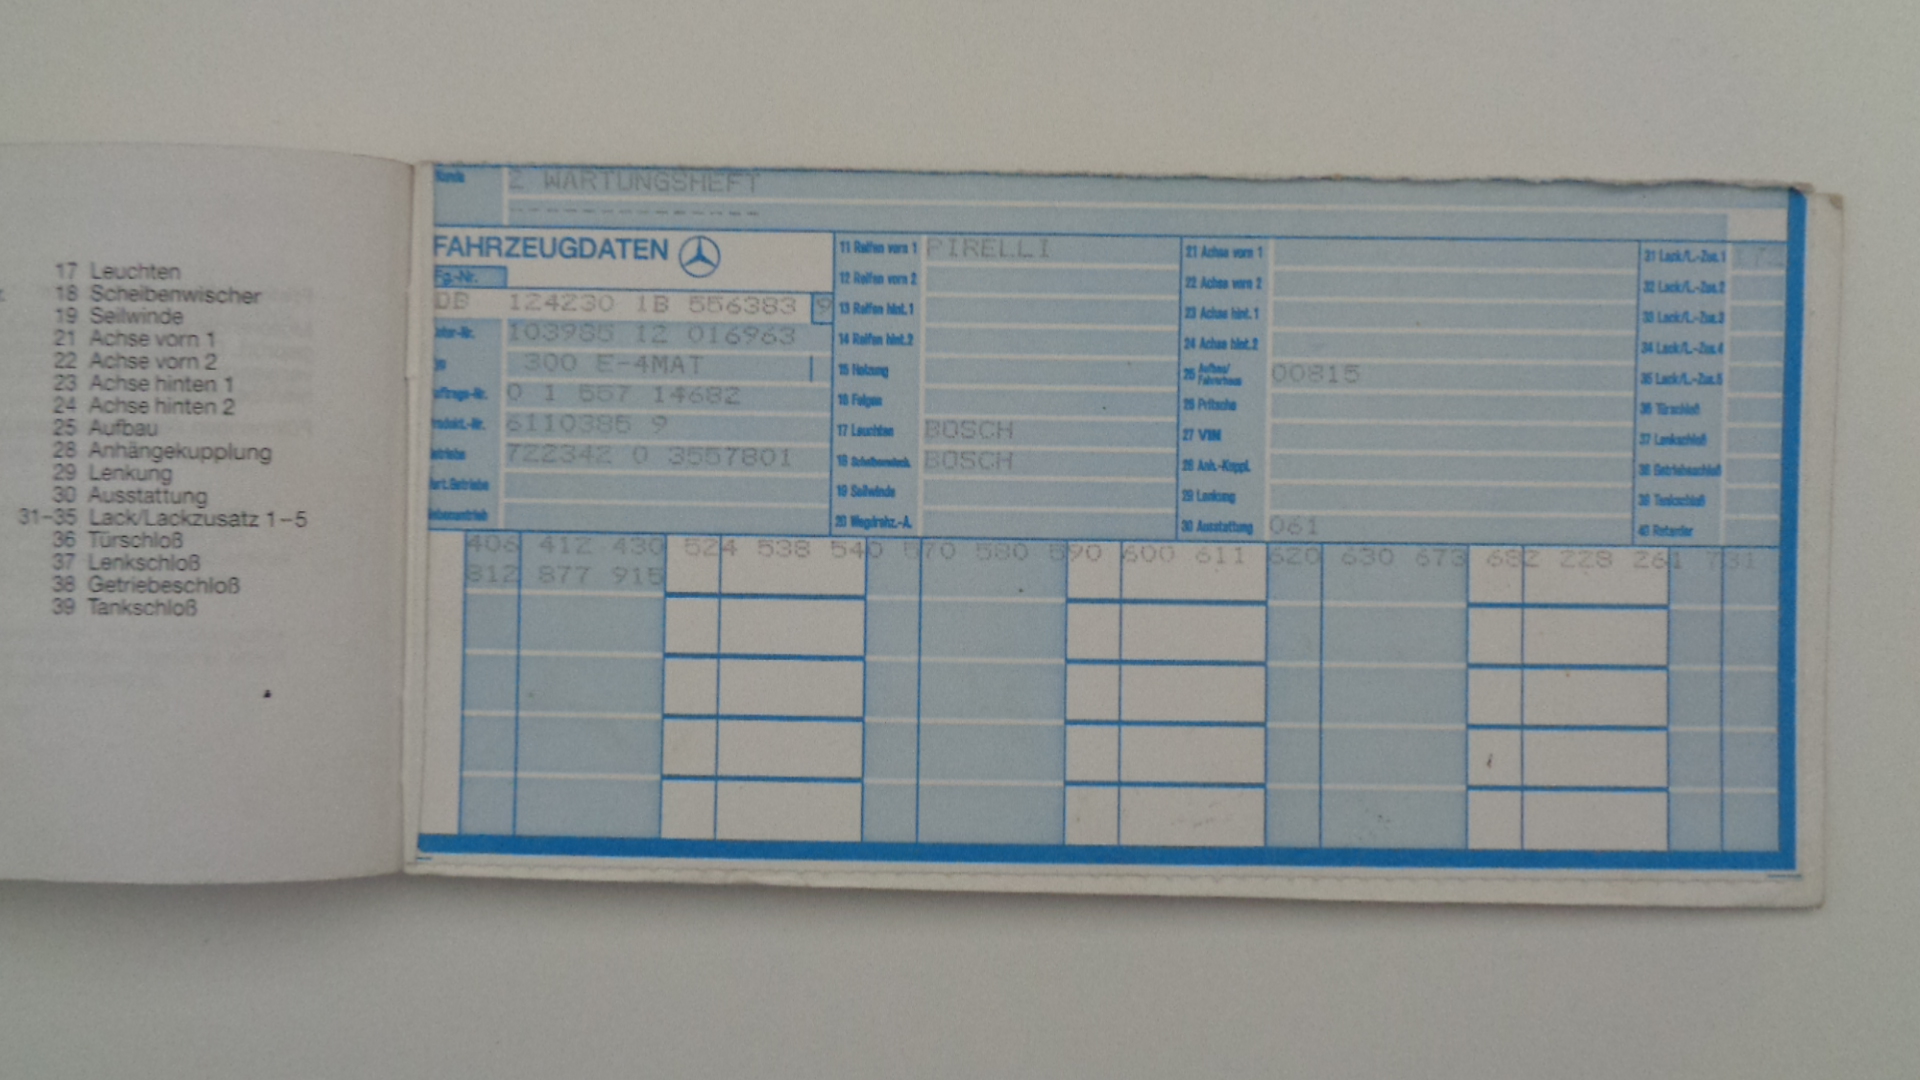 17 Leuchten
18 Scheibenwischer
19 Seilwinde
21 Achse vorn 1
22 Achse vorn 2
23 Achse hinten 1
24 Achse hinten 2
25 Aufbau
28 Anhängekupplung
29 Lenkung
30 Ausstattung
31–35 Lack/Lackzusatz 1–5
36 Türschloß
37 Lenkschloß
38 Getriebeschloß
39 Tankschloß
Kunde Z WARTUNGSHEFT
--------------
FAHRZEUGDATEN
Fg.-Nr.
DB 124230 1B 556383 9
103985 12 016963
300 E-4MAT
0 1 557 14682
6110385 9
722342 0 3557801
11 Reifen vorn 1 PIRELLI
12 Reifen vorn 2
13 Reifen hint.1
14 Reifen hint.2
15 Heizung
16 Felgen
17 Leuchten BOSCH
18 Scheibenwisch. BOSCH
19 Seilwinde
20 Wegdrehz.-A.
21 Achse vorn 1
22 Achse vorn 2
23 Achse hint.1
24 Achse hint.2
25 Aufbau/Fahrerhaus 00815
26 Pritsche
27 VIN
28 Anh.-Kuppl.
29 Lenkung
30 Ausstattung 061
31 Lack/L.-Zus.1
32 Lack/L.-Zus.2
33 Lack/L.-Zus.3
34 Lack/L.-Zus.4
35 Lack/L.-Zus.5
36 Türschloß
37 Lenkschloß
38 Getriebeschloß
39 Tankschloß
40 Retarder
406 412 430 524 538 540 570 580 590 600 611 620 630 673 682 228 261 731
812 877 915